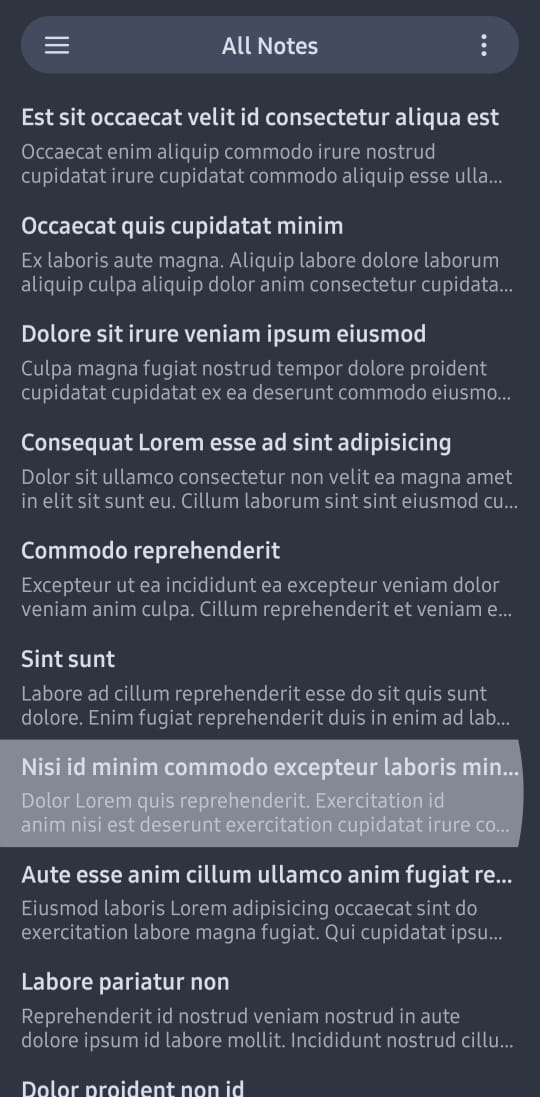 All Notes
Est sit occaecat velit id consectetur aliqua est
Occaecat enim aliquip commodo irure nostrud
cupidatat irure cupidatat commodo aliquip esse ulla...
Occaecat quis cupidatat minim
Ex laboris aute magna. Aliquip labore dolore laborum
aliquip culpa aliquip dolor anim consectetur cupidata...
Dolore sit irure veniam ipsum eiusmod
Culpa magna fugiat nostrud tempor dolore proident
cupidatat cupidatat ex ea deserunt commodo eiusmo...
Consequat Lorem esse ad sint adipisicing
Dolor sit ullamco consectetur non velit ea magna amet
in elit sit sunt eu. Cillum laborum sint sint eiusmod cu...
Commodo reprehenderit
Excepteur ut ea incididunt ea excepteur veniam dolor
veniam anim culpa. Cillum reprehenderit et veniam e...
Sint sunt
Labore ad cillum reprehenderit esse do sit quis sunt
dolore. Enim fugiat reprehenderit duis in enim ad lab...
Nisi id minim commodo excepteur laboris min...
Dolor Lorem quis reprehenderit. Exercitation id
anim nisi est deserunt exercitation cupidatat irure co...
Aute esse anim cillum ullamco anim fugiat re...
Eiusmod laboris Lorem adipisicing occaecat sint do
exercitation labore magna fugiat. Qui cupidatat ipsu...
Labore pariatur non
Reprehenderit id nostrud veniam nostrud in aute
dolore ipsum id labore mollit. Incididunt nostrud cillu...
Dolor proident non id